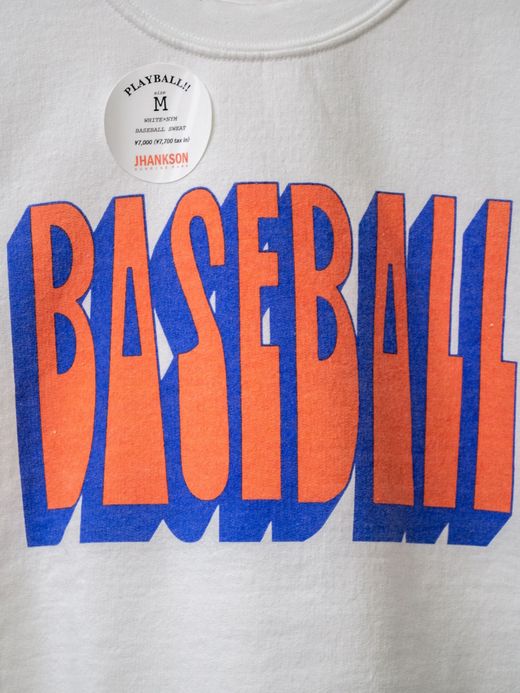 PLAYBALL!!
size
M
WHITE×NYM
BASEBALL SWEAT
¥7,000 (¥7,700 tax in)
JHANKSON
BASEBALL